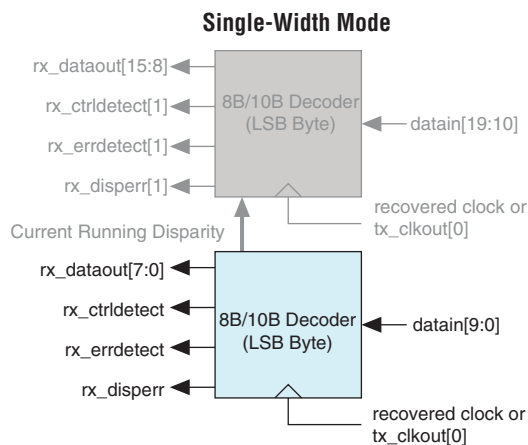 Single-Width Mode
rx_dataout[15:8]
rx_ctrldetect[1]
rx_errdetect[1]
rx_disperr[1]
8B/10B Decoder
(LSB Byte)
datain[19:10]
recovered clock or
tx_clkout[0]
Current Running Disparity
rx_dataout[7:0]
rx_ctrldetect
rx_errdetect
rx_disperr
8B/10B Decoder
(LSB Byte)
datain[9:0]
recovered clock or
tx_clkout[0]